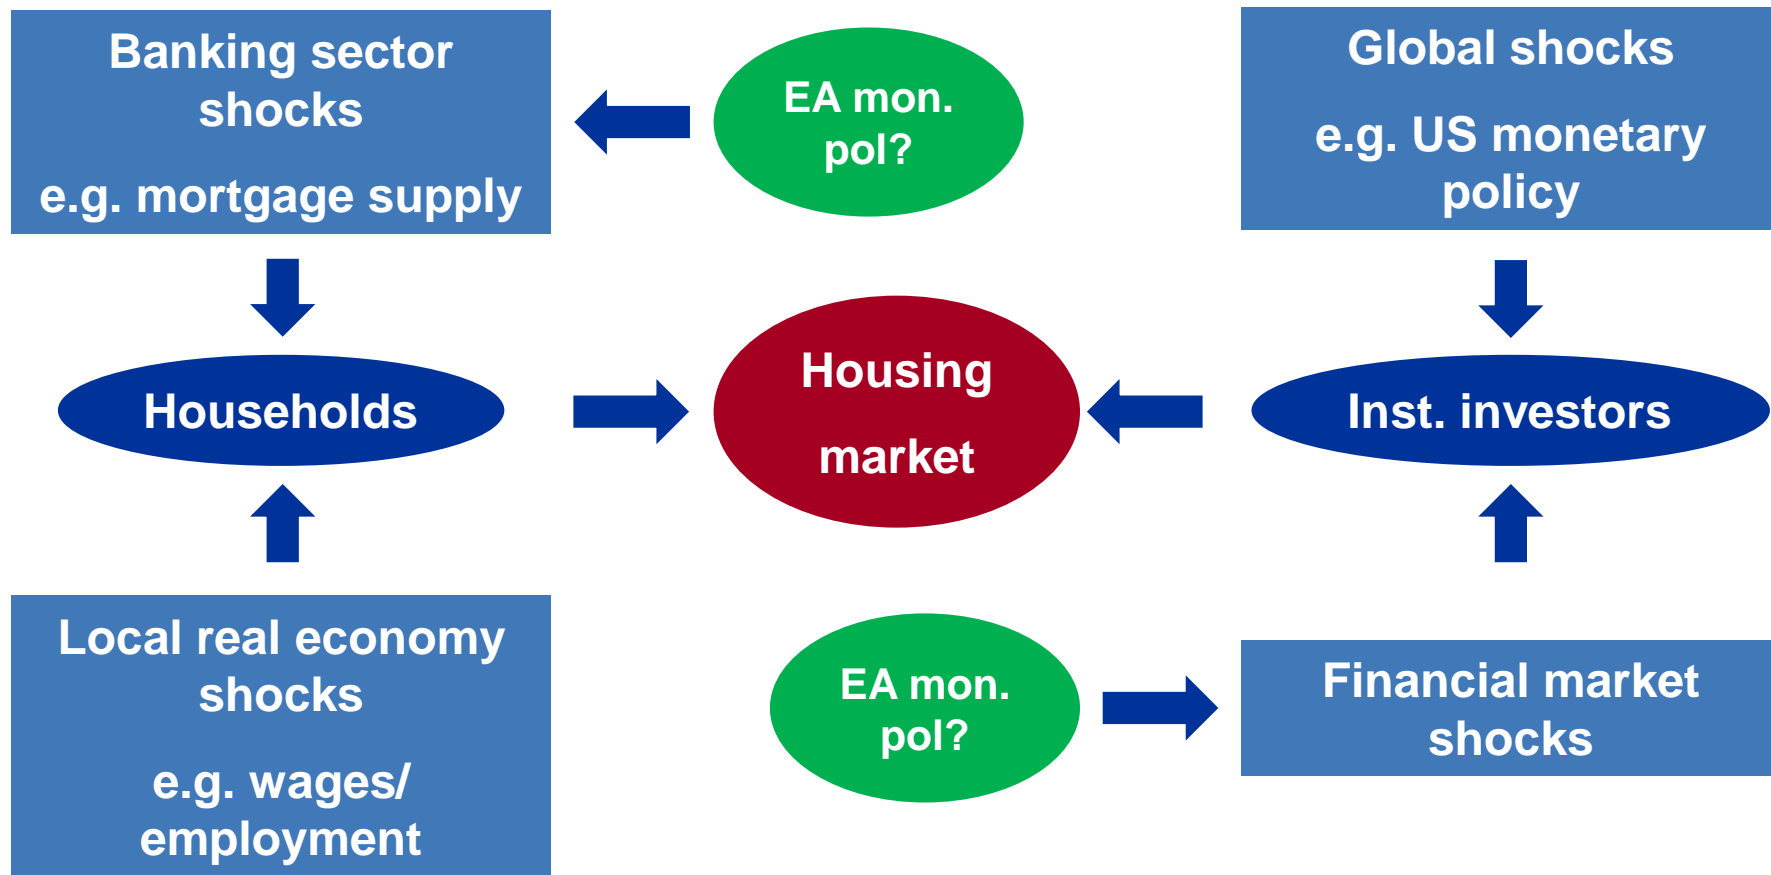 Banking sector
shocks
e.g. mortgage supply
EA mon.
pol?
Global shocks
e.g. US monetary
policy
Households
Housing
market
Inst. investors
Local real economy
shocks
e.g. wages/
employment
EA mon.
pol?
Financial market
shocks